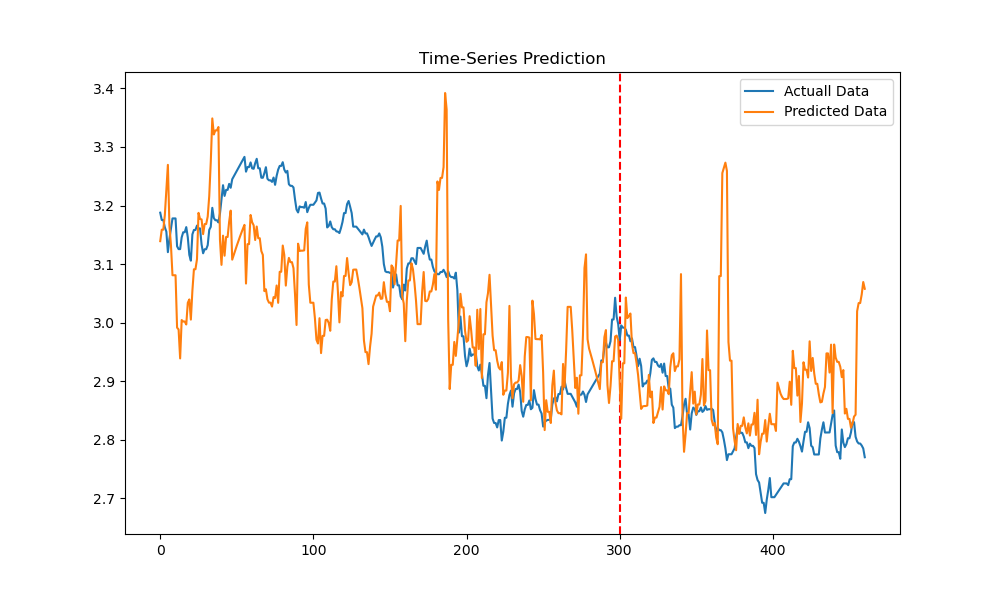 Time-Series Prediction
Actuall Data
Predicted Data
3.4
3.3
3.2
3.1
3.0
2.9
2.8
2.7
0 100 200 300 400